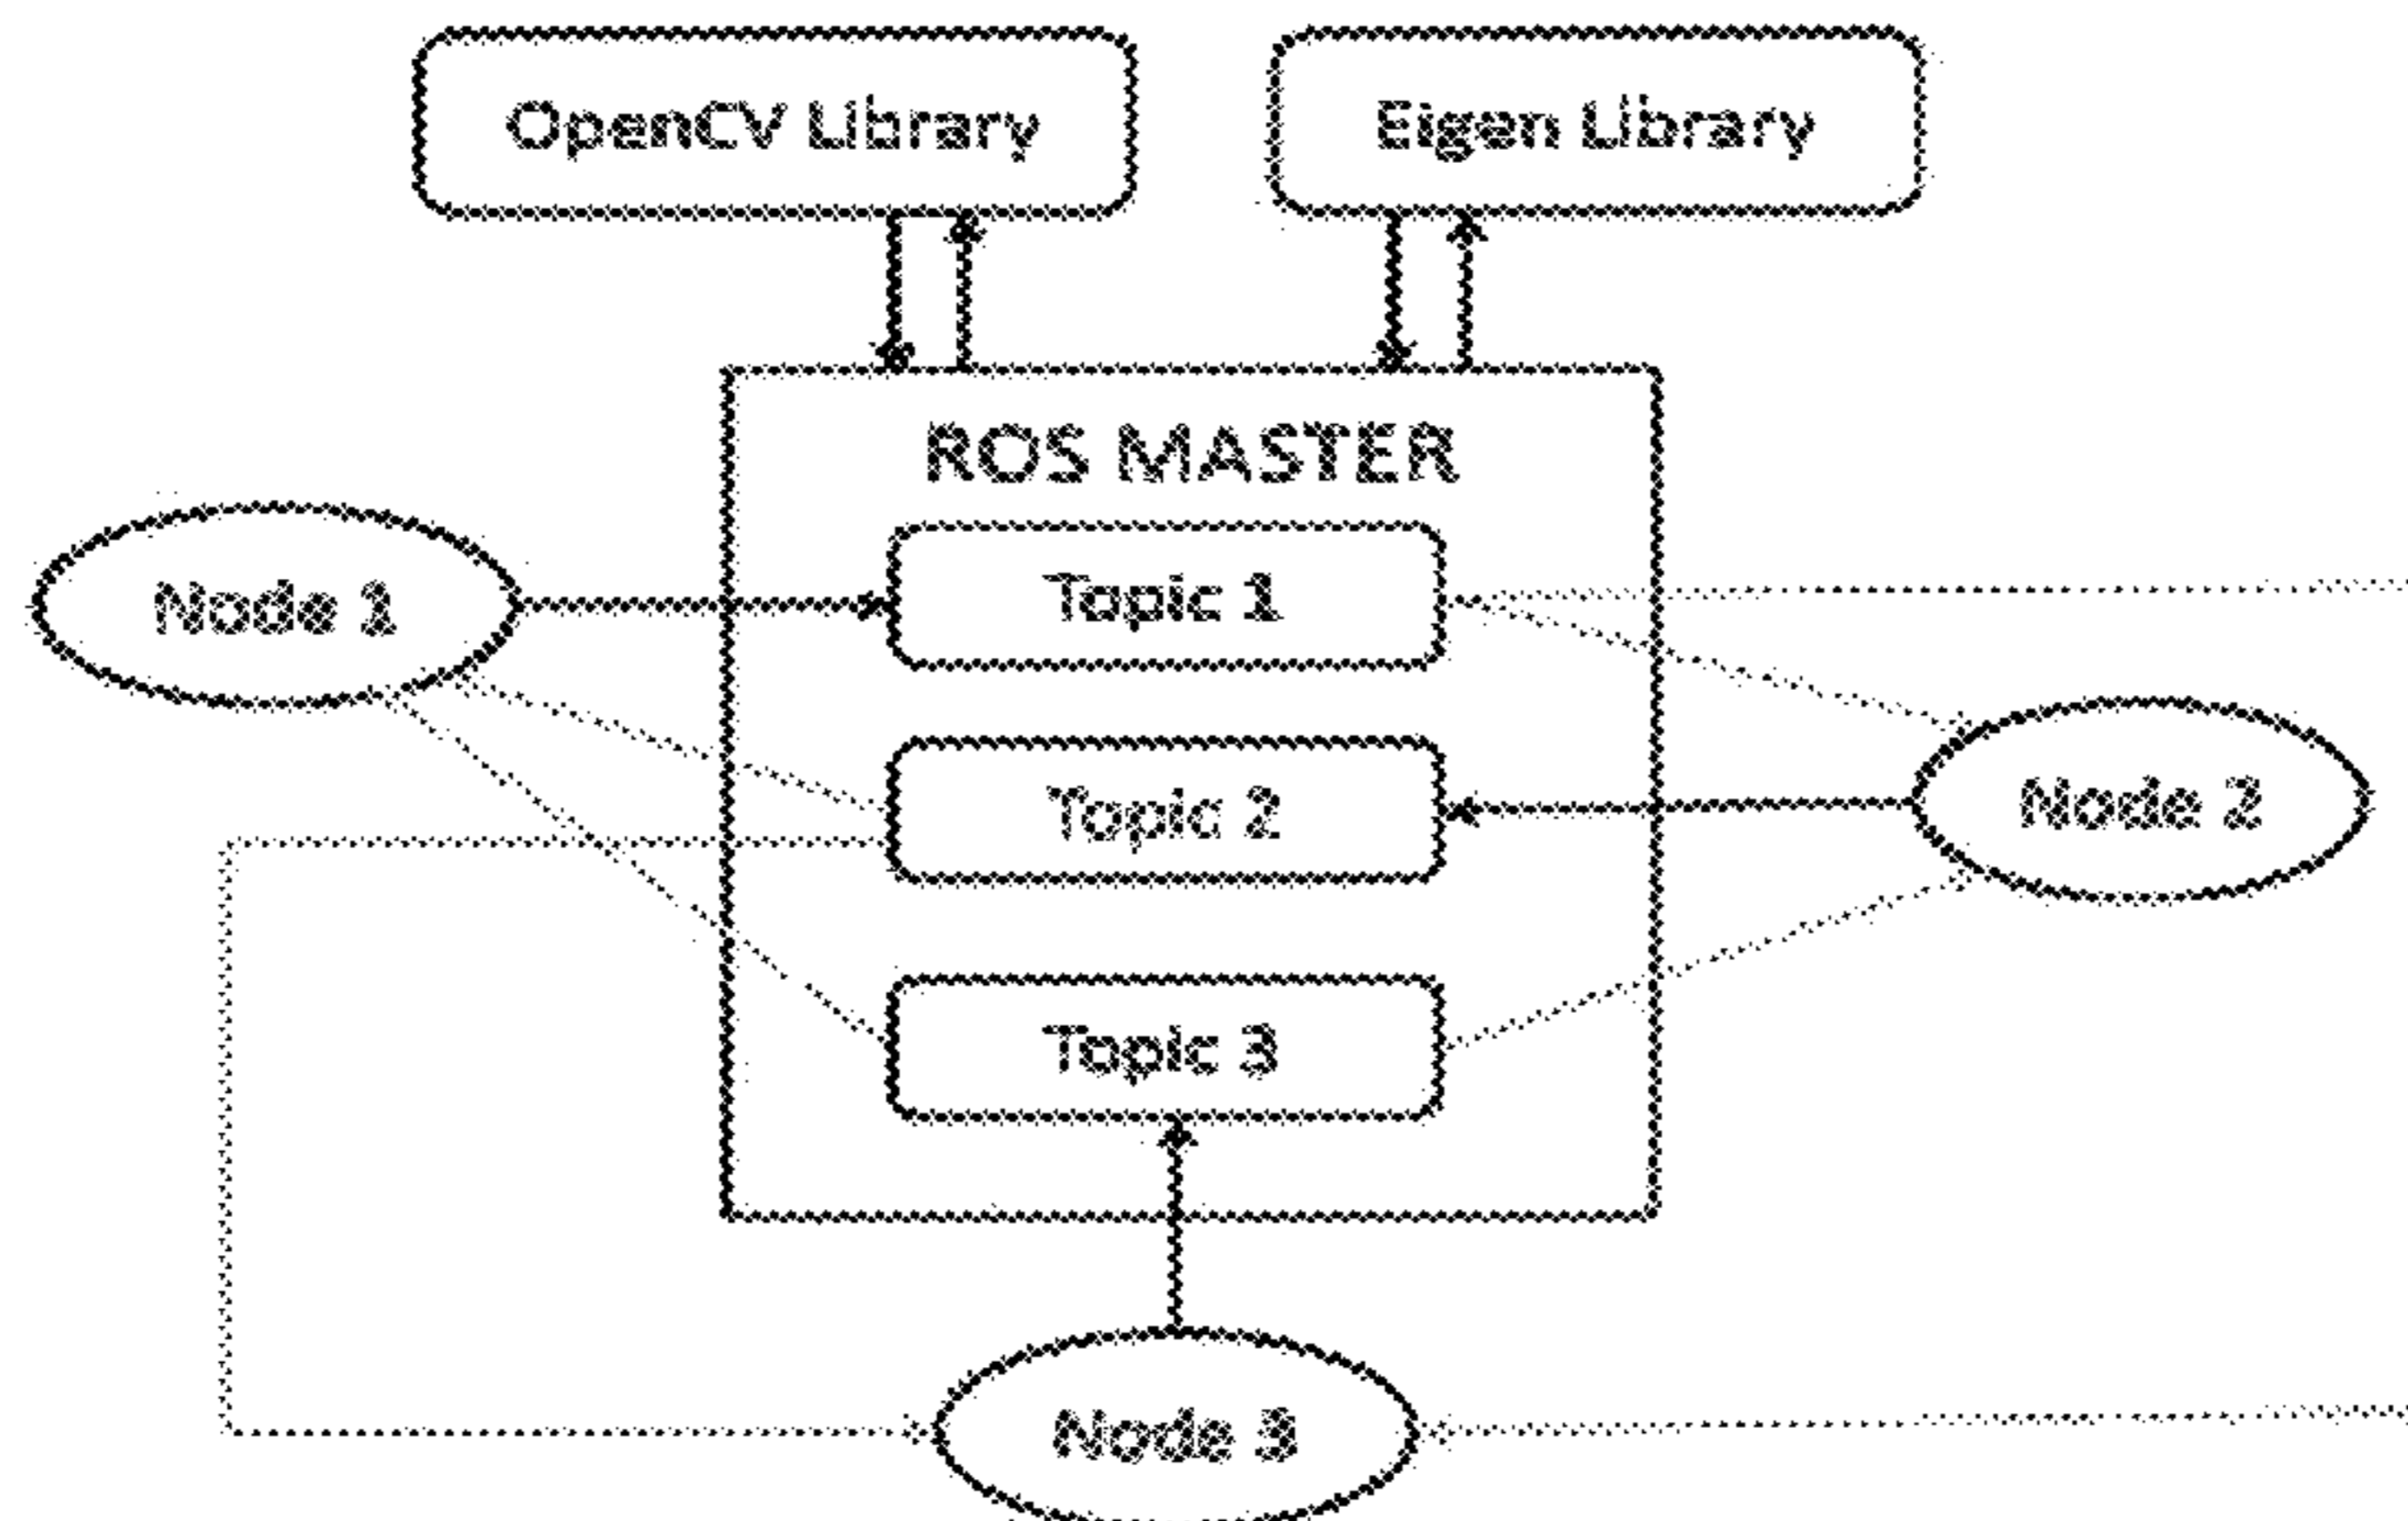 OpenCV Library
Eigen Library
ROS MASTER
Node 1
Topic 1
Topic 2
Node 2
Topic 3
Node 3